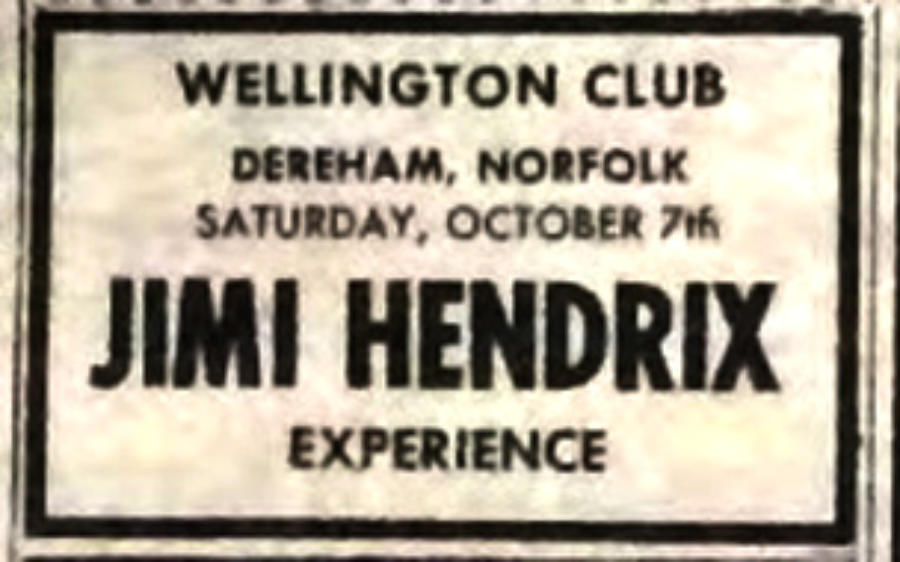 WELLINGTON CLUB
DEREHAM, NORFOLK
SATURDAY, OCTOBER 7th
JIMI HENDRIX
EXPERIENCE